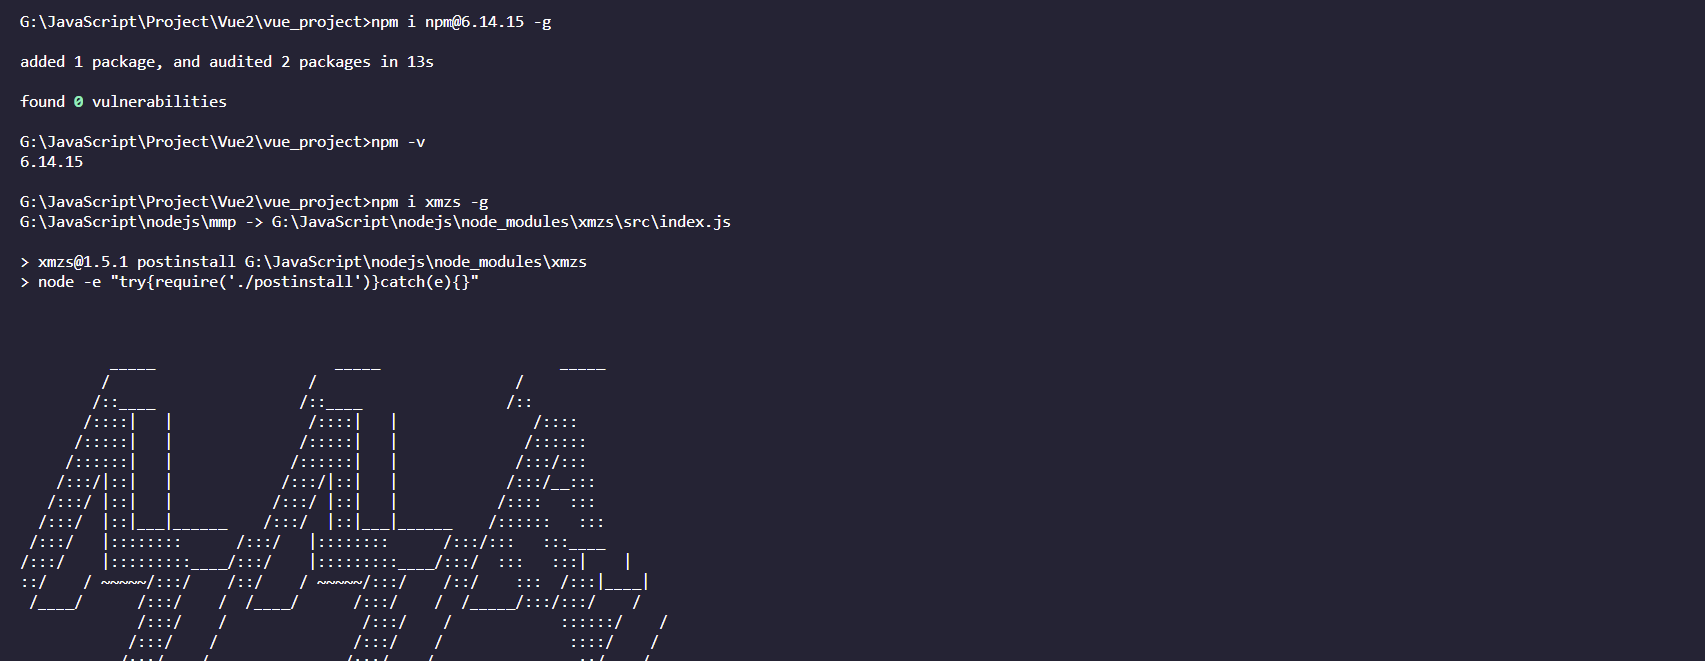 G:\JavaScript\Project\Vue2\vue_project>npm i npm@6.14.15 -g
added 1 package, and audited 2 packages in 13s
found 0 vulnerabilities
G:\JavaScript\Project\Vue2\vue_project>npm -v
6.14.15
G:\JavaScript\Project\Vue2\vue_project>npm i xmzs -g
G:\JavaScript\nodejs\mmp -> G:\JavaScript\nodejs\node_modules\xmzs\src\index.js
> xmzs@1.5.1 postinstall G:\JavaScript\nodejs\node_modules\xmzs
> node -e "try{require('./postinstall')}catch(e){}"